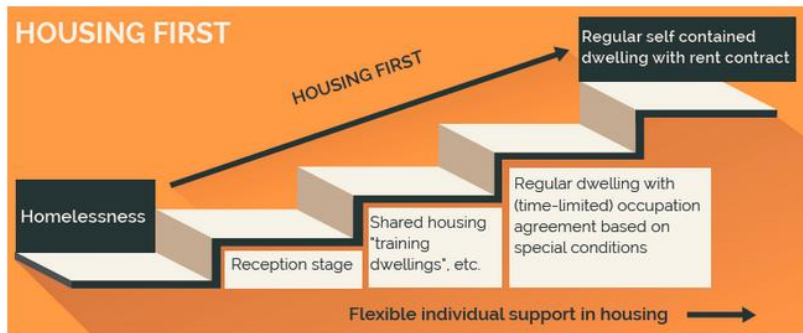 HOUSING FIRST
HOUSING FIRST
Regular self contained
dwelling with rent contract
Homelessness
Reception stage
Shared housing
"training
dwellings", etc.
Regular dwelling with
(time-limited) occupation
agreement based on
special conditions
Flexible individual support in housing